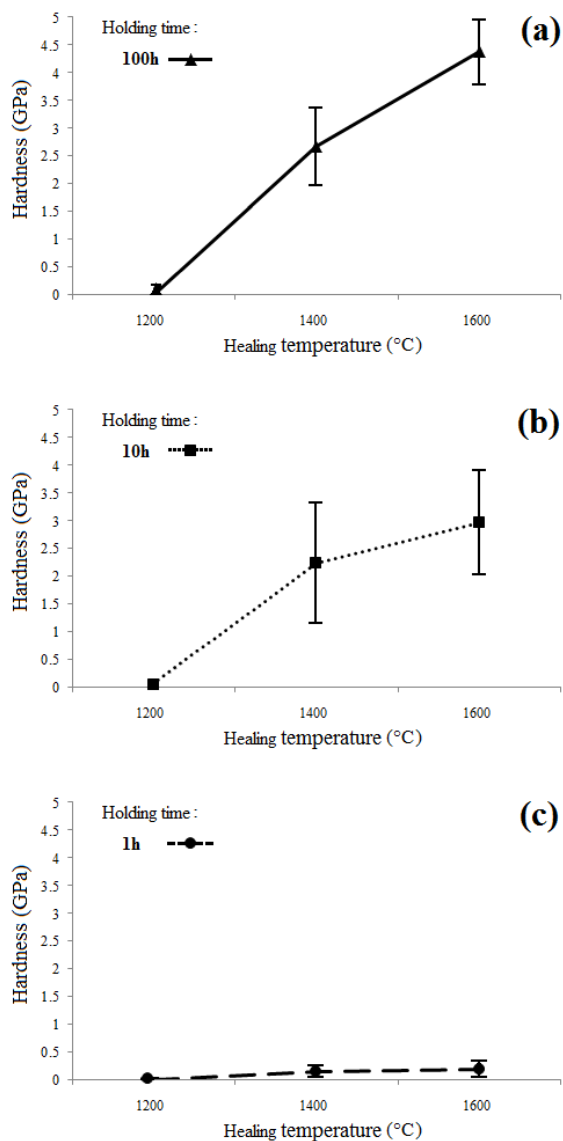 (a)
Holding time :
100h
5
4.5
4
3.5
3
2.5
2
1.5
1
0.5
0
Hardness (GPa)
1200 1400 1600
Healing temperature (°C)
(b)
Holding time :
10h
5
4.5
4
3.5
3
2.5
2
1.5
1
0.5
0
Hardness (GPa)
1200 1400 1600
Healing temperature (°C)
(c)
Holding time :
1h
5
4.5
4
3.5
3
2.5
2
1.5
1
0.5
0
Hardness (GPa)
1200 1400 1600
Healing temperature (°C)